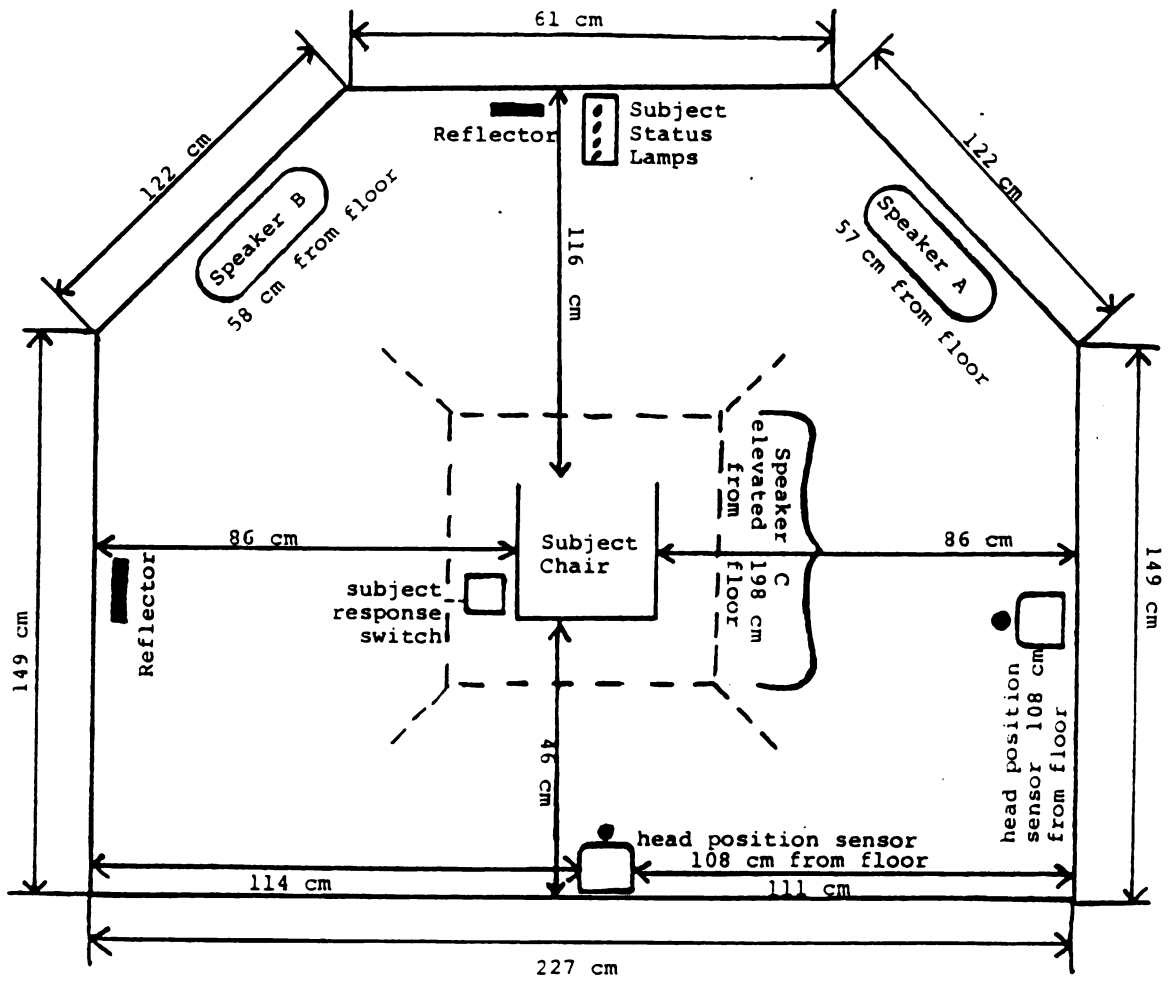 61 cm
122 cm
122 cm
Reflector
Subject
Status
Lamps
Speaker B
58 cm from floor
Speaker A
57 cm from floor
116 cm
Speaker C
elevated 198 cm
from floor
86 cm
Subject
Chair
86 cm
subject
response
switch
Reflector
149 cm
149 cm
head position
sensor 108 cm
from floor
46 cm
head position sensor
108 cm from floor
114 cm
111 cm
227 cm